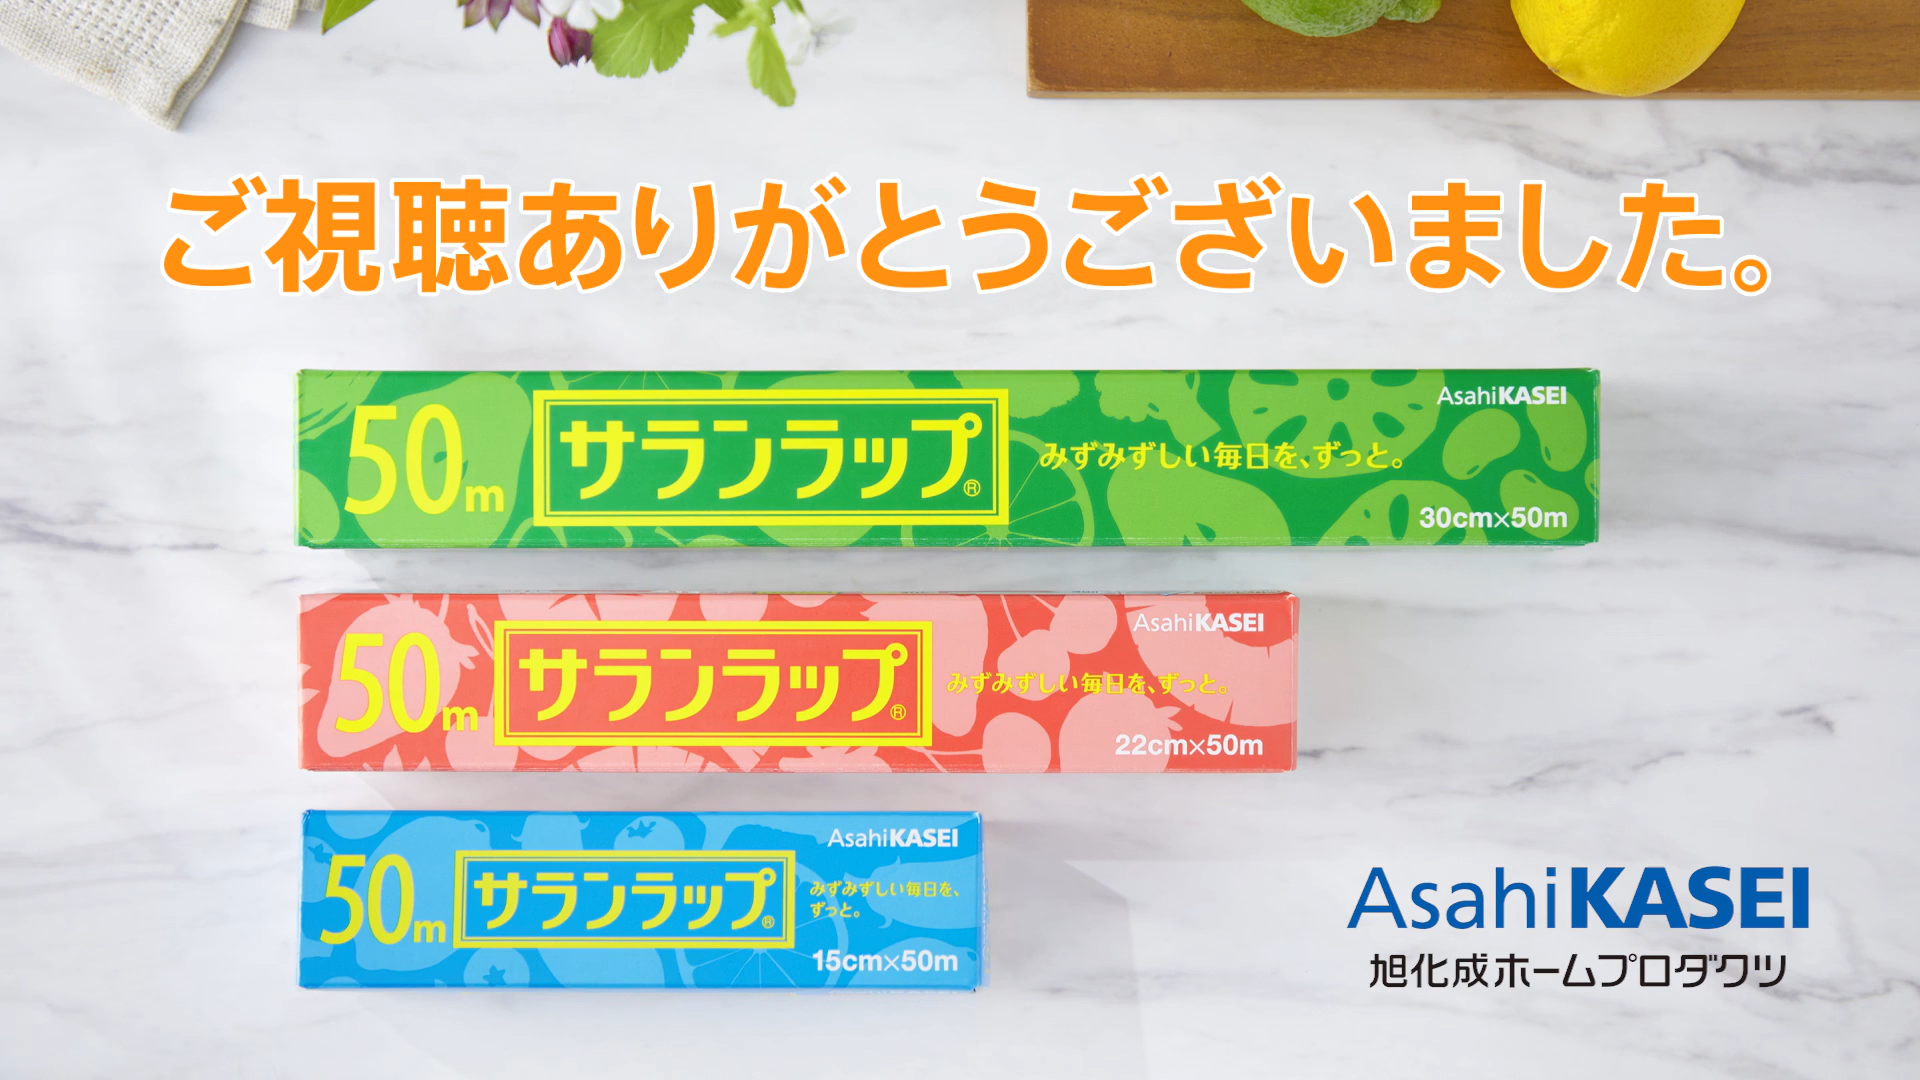 ご視聴ありがとうございました。
AsahiKASEI
50m サランラップ® みずみずしい毎日を、ずっと。
30cm×50m
AsahiKASEI
50m サランラップ® みずみずしい毎日を、ずっと。
22cm×50m
AsahiKASEI
50m サランラップ® みずみずしい毎日を、
ずっと。
15cm×50m
AsahiKASEI
旭化成ホームプロダクツ